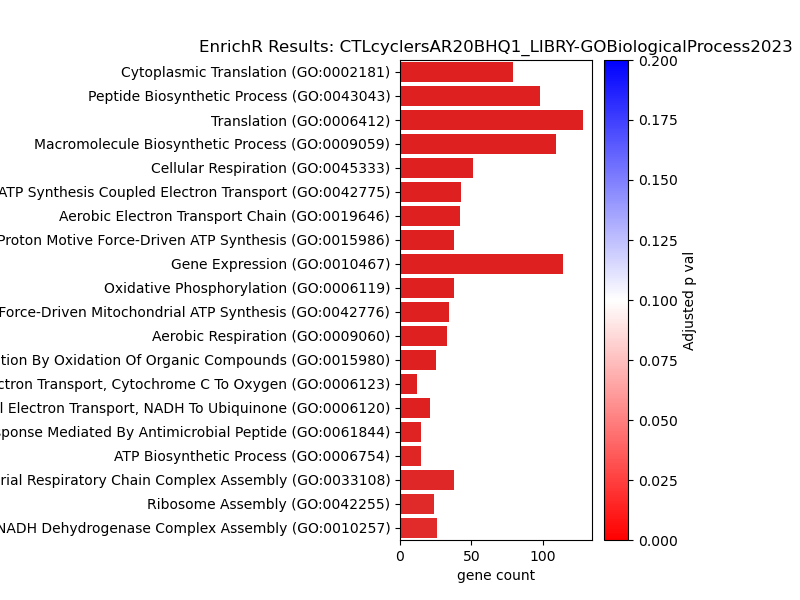 EnrichR Results: CTLcyclersAR20BHQ1_LIBRY-GOBiologicalProcess2023
Cytoplasmic Translation (GO:0002181)
Peptide Biosynthetic Process (GO:0043043)
Translation (GO:0006412)
Macromolecule Biosynthetic Process (GO:0009059)
Cellular Respiration (GO:0045333)
ATP Synthesis Coupled Electron Transport (GO:0042775)
Aerobic Electron Transport Chain (GO:0019646)
Proton Motive Force-Driven ATP Synthesis (GO:0015986)
Gene Expression (GO:0010467)
Oxidative Phosphorylation (GO:0006119)
Force-Driven Mitochondrial ATP Synthesis (GO:0042776)
Aerobic Respiration (GO:0009060)
tion By Oxidation Of Organic Compounds (GO:0015980)
ctron Transport, Cytochrome C To Oxygen (GO:0006123)
l Electron Transport, NADH To Ubiquinone (GO:0006120)
sponse Mediated By Antimicrobial Peptide (GO:0061844)
ATP Biosynthetic Process (GO:0006754)
rial Respiratory Chain Complex Assembly (GO:0033108)
Ribosome Assembly (GO:0042255)
NADH Dehydrogenase Complex Assembly (GO:0010257)
0 50 100
gene count
0.200
0.175
0.150
0.125
0.100
0.075
0.050
0.025
0.000
Adjusted p val